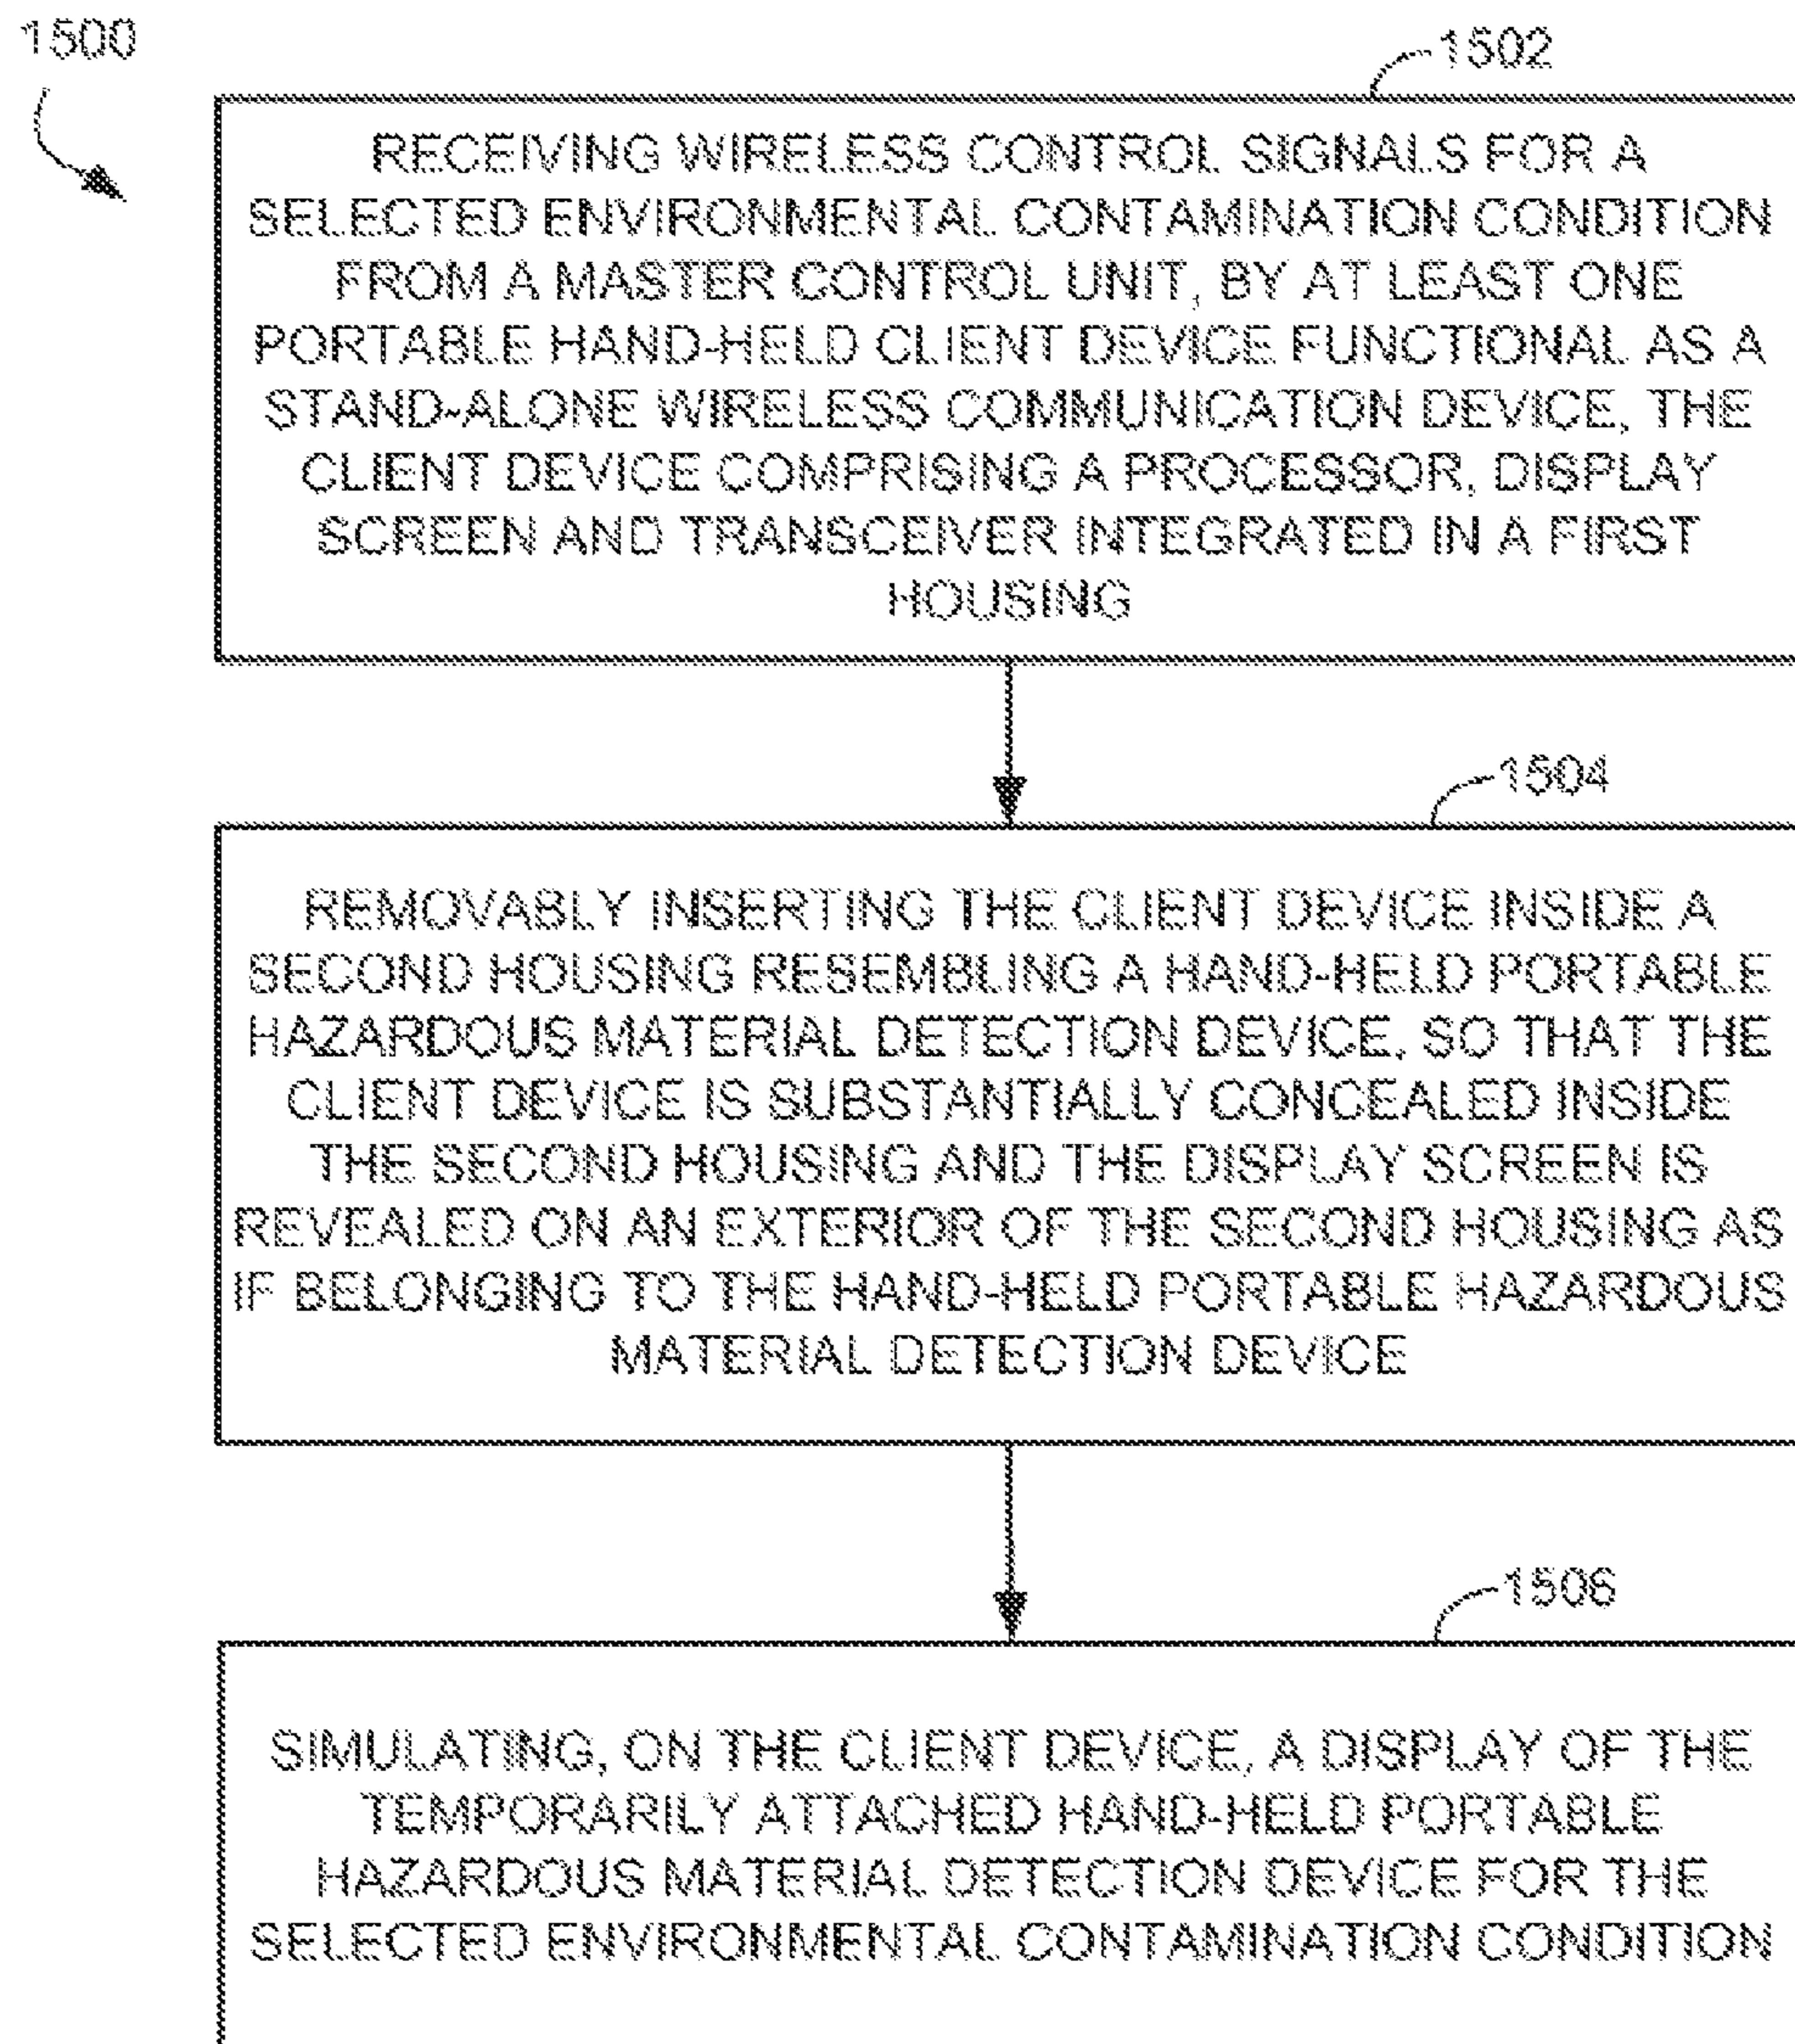 1500
1502
RECEIVING WIRELESS CONTROL SIGNALS FOR A
SELECTED ENVIRONMENTAL CONTAMINATION CONDITION
FROM A MASTER CONTROL UNIT, BY AT LEAST ONE
PORTABLE HAND-HELD CLIENT DEVICE FUNCTIONAL AS A
STAND-ALONE WIRELESS COMMUNICATION DEVICE, THE
CLIENT DEVICE COMPRISING A PROCESSOR, DISPLAY
SCREEN AND TRANSCEIVER INTEGRATED IN A FIRST
HOUSING
1504
REMOVABLY INSERTING THE CLIENT DEVICE INSIDE A
SECOND HOUSING RESEMBLING A HAND-HELD PORTABLE
HAZARDOUS MATERIAL DETECTION DEVICE, SO THAT THE
CLIENT DEVICE IS SUBSTANTIALLY CONCEALED INSIDE
THE SECOND HOUSING AND THE DISPLAY SCREEN IS
REVEALED ON AN EXTERIOR OF THE SECOND HOUSING AS
IF BELONGING TO THE HAND-HELD PORTABLE HAZARDOUS
MATERIAL DETECTION DEVICE
1506
SIMULATING, ON THE CLIENT DEVICE, A DISPLAY OF THE
TEMPORARILY ATTACHED HAND-HELD PORTABLE
HAZARDOUS MATERIAL DETECTION DEVICE FOR THE
SELECTED ENVIRONMENTAL CONTAMINATION CONDITION